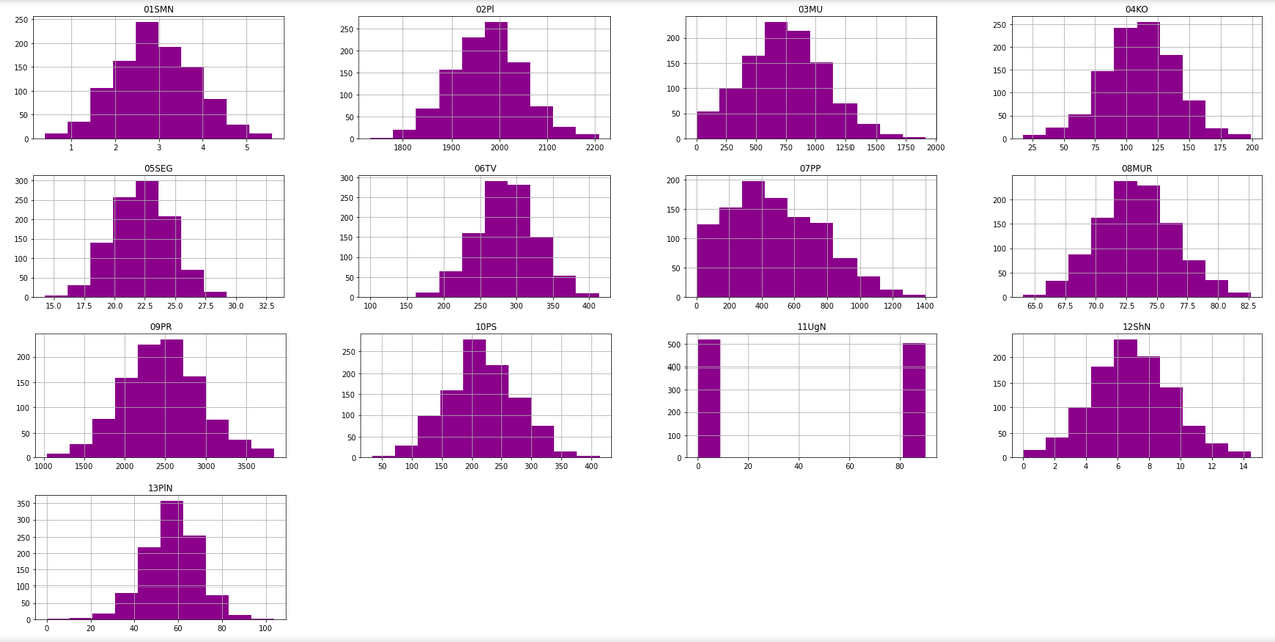 01SMN
250
200
150
100
50
0
1 2 3 4 5
02Pl
250
200
150
100
50
0
1800 1900 2000 2100 2200
03MU
200
150
100
50
0
0 250 500 750 1000 1250 1500 1750 2000
04KO
250
200
150
100
50
0
25 50 75 100 125 150 175 200
05SEG
300
250
200
150
100
50
0
15.0 17.5 20.0 22.5 25.0 27.5 30.0 32.5
06TV
300
250
200
150
100
50
0
100 150 200 250 300 350 400
07PP
200
150
100
50
0
0 200 400 600 800 1000 1200 1400
08MUR
200
150
100
50
0
65.0 67.5 70.0 72.5 75.0 77.5 80.0 82.5
09PR
200
150
100
50
0
1000 1500 2000 2500 3000 3500
10PS
250
200
150
100
50
0
50 100 150 200 250 300 350 400
11UgN
500
400
300
200
100
0
0 20 40 60 80
12ShN
200
150
100
50
0
0 2 4 6 8 10 12 14
13PlN
350
300
250
200
150
100
50
0
0 20 40 60 80 100